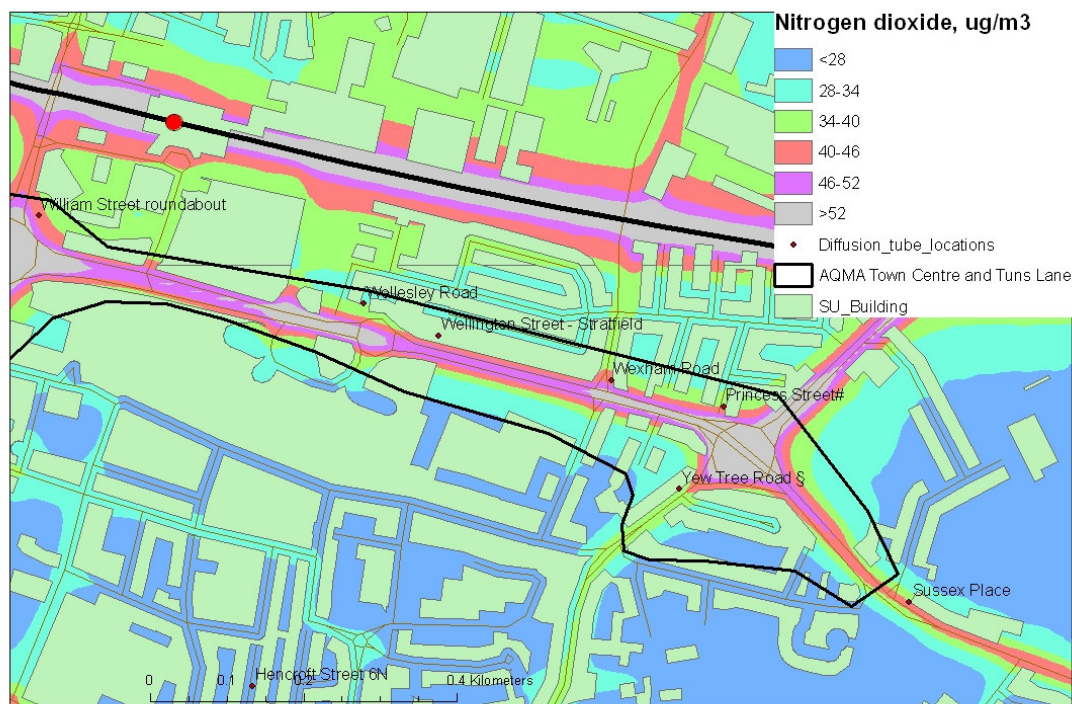 Nitrogen dioxide, ug/m3
<28
28-34
34-40
40-46
46-52
>52
Diffusion_tube_locations
AQMA Town Centre and Tuns Lane
SU_Building
William Street roundabout
Wellesley Road
Wellington Street - Stratfield
Wexham Road
Princess Street#
Yew Tree Road §
Sussex Place
Hencroft Street 6N
0 0.1 0.2 0.4 Kilometers